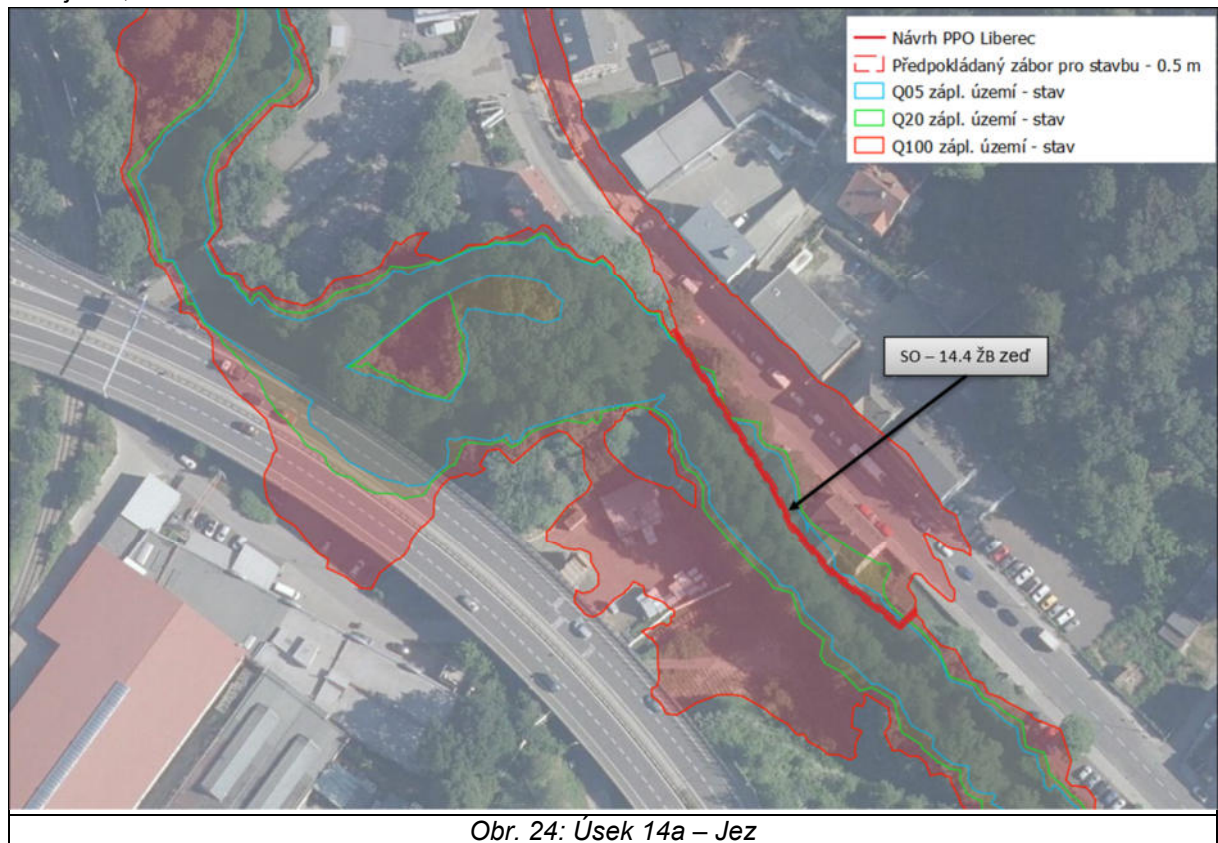 Návrh PPO Liberec
Předpokládaný zábor pro stavbu - 0.5 m
Q05 zápl. území - stav
Q20 zápl. území - stav
Q100 zápl. území - stav
SO – 14.4 ŽB zeď
Obr. 24: Úsek 14a – Jez